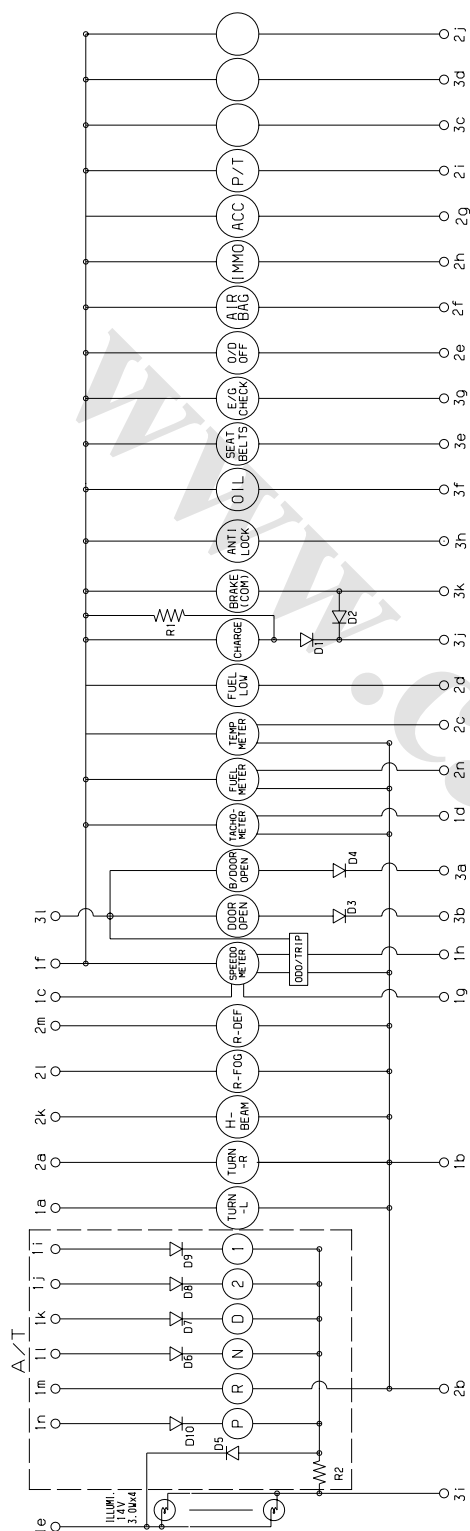 2j
3d
3c
P/T
2i
ACC
2g
IMMO
2h
AIR
BAG
2f
O/D
OFF
2e
E/G
CHECK
3g
SEAT
BELTS
3e
OIL
3f
ANTI
LOCK
3h
BRAKE
(COM)
3k
R1
D2
CHARGE
D1
3j
FUEL
LOW
2d
TEMP
METER
2c
FUEL
METER
2n
TACHO-
METER
1d
B/DOOR
OPEN
D4
3a
3l
DOOR
OPEN
D3
3b
1f
SPEEDO
METER
ODO/TRIP
1h
1c
1g
2m
R-DEF
2l
R-FOG
2k
H-
BEAM
2a
TURN
-R
1b
1a
TURN
-L
A/T
1i
D9
1
1j
D8
2
1k
D7
D
1l
D6
N
1m
R
2b
1n
D10
P
D5
R2
3i
ILLUMI.
14V
3.0W×4
1e
www.c